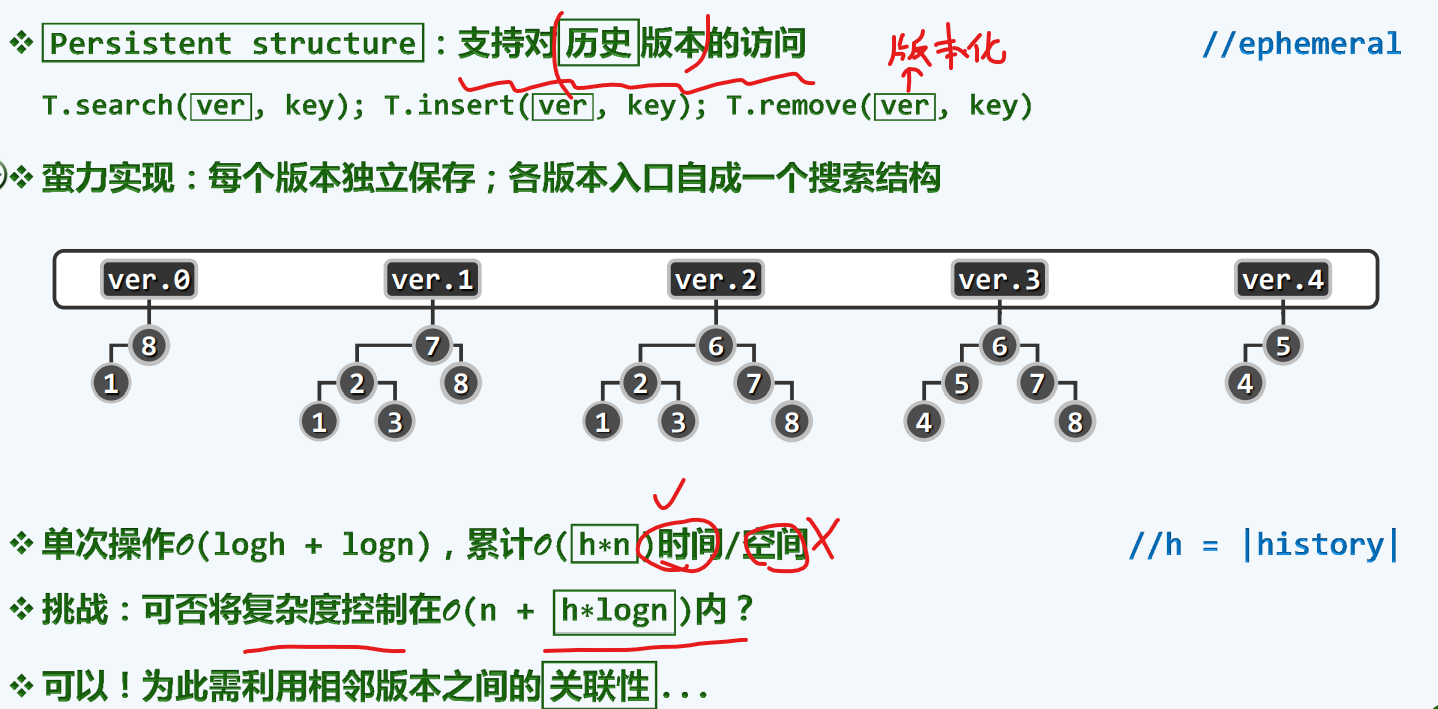 ❖ Persistent structure：支持对历史版本的访问 //ephemeral
版本化
T.search(ver, key); T.insert(ver, key); T.remove(ver, key)
❖ 蛮力实现：每个版本独立保存；各版本入口自成一个搜索结构
ver.0 ver.1 ver.2 ver.3 ver.4
8 7 6 6 5
1 2 8 2 7 5 7 4
1 3 1 3 8 4 8
❖ 单次操作O(logh + logn)，累计O(h*n)时间/空间 //h = |history|
❖ 挑战：可否将复杂度控制在O(n + h*logn)内？
❖ 可以！为此需利用相邻版本之间的关联性...